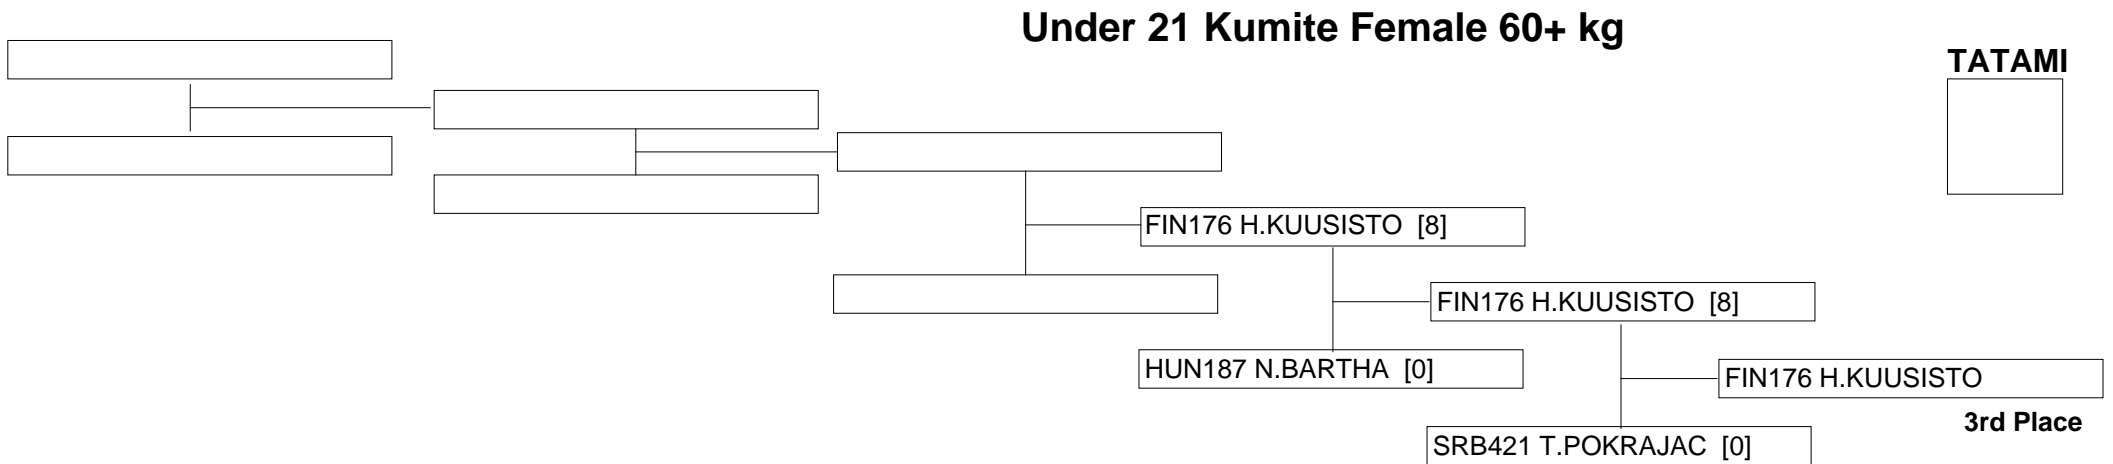 Under 21 Kumite Female 60+ kg
TATAMI
FIN176 H.KUUSISTO [8]
FIN176 H.KUUSISTO [8]
HUN187 N.BARTHA [0]
FIN176 H.KUUSISTO
3rd Place
SRB421 T.POKRAJAC [0]